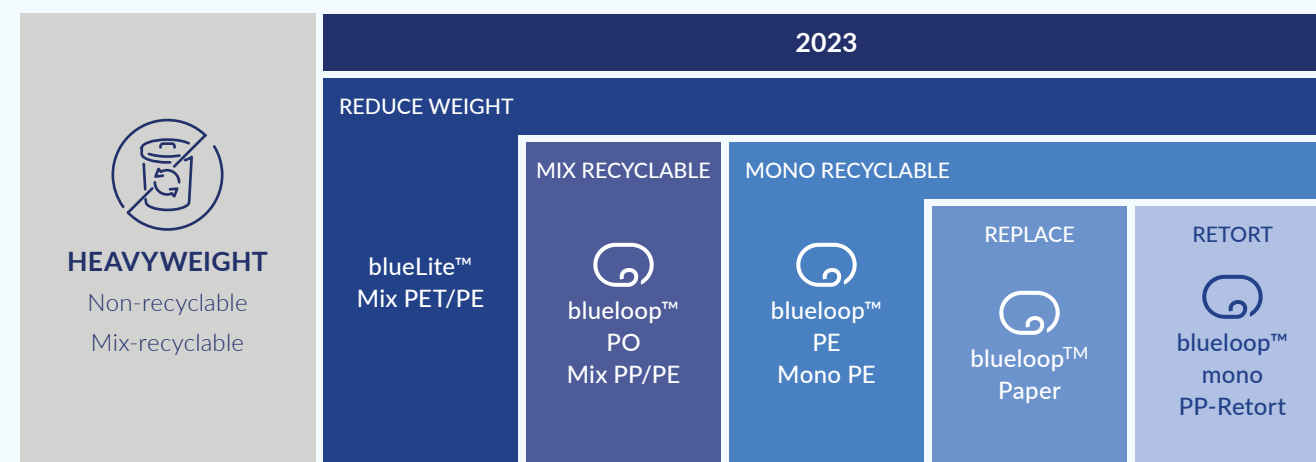 2023
REDUCE WEIGHT
HEAVYWEIGHT
Non-recyclable
Mix-recyclable
blueLite™
Mix PET/PE
MIX RECYCLABLE
blueloop™
PO
Mix PP/PE
MONO RECYCLABLE
blueloop™
PE
Mono PE
REPLACE
blueloop™
Paper
RETORT
blueloop™
mono
PP-Retort